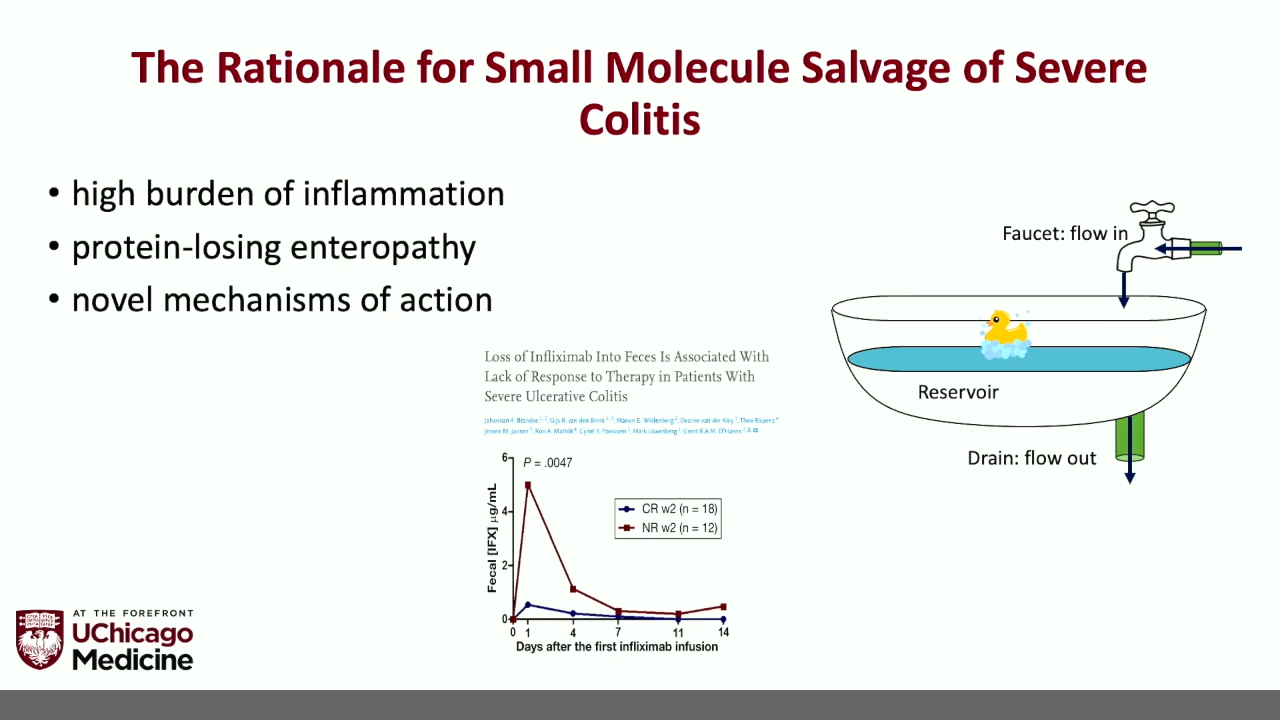 The Rationale for Small Molecule Salvage of Severe
Colitis
• high burden of inflammation
• protein-losing enteropathy
• novel mechanisms of action
Faucet: flow in
Reservoir
Drain: flow out
Loss of Infliximab Into Feces Is Associated With
Lack of Response to Therapy in Patients With
Severe Ulcerative Colitis
6
P = .0047
CR w2 (n = 18)
NR w2 (n = 12)
4
2
0
Fecal [IFX] µg/mL
0 1 4 7 11 14
Days after the first infliximab infusion
AT THE FOREFRONT
UChicago
Medicine